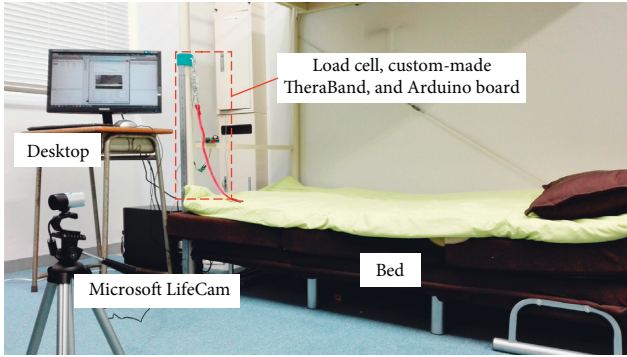 Load cell, custom-made
TheraBand, and Arduino board
Desktop
Bed
Microsoft LifeCam